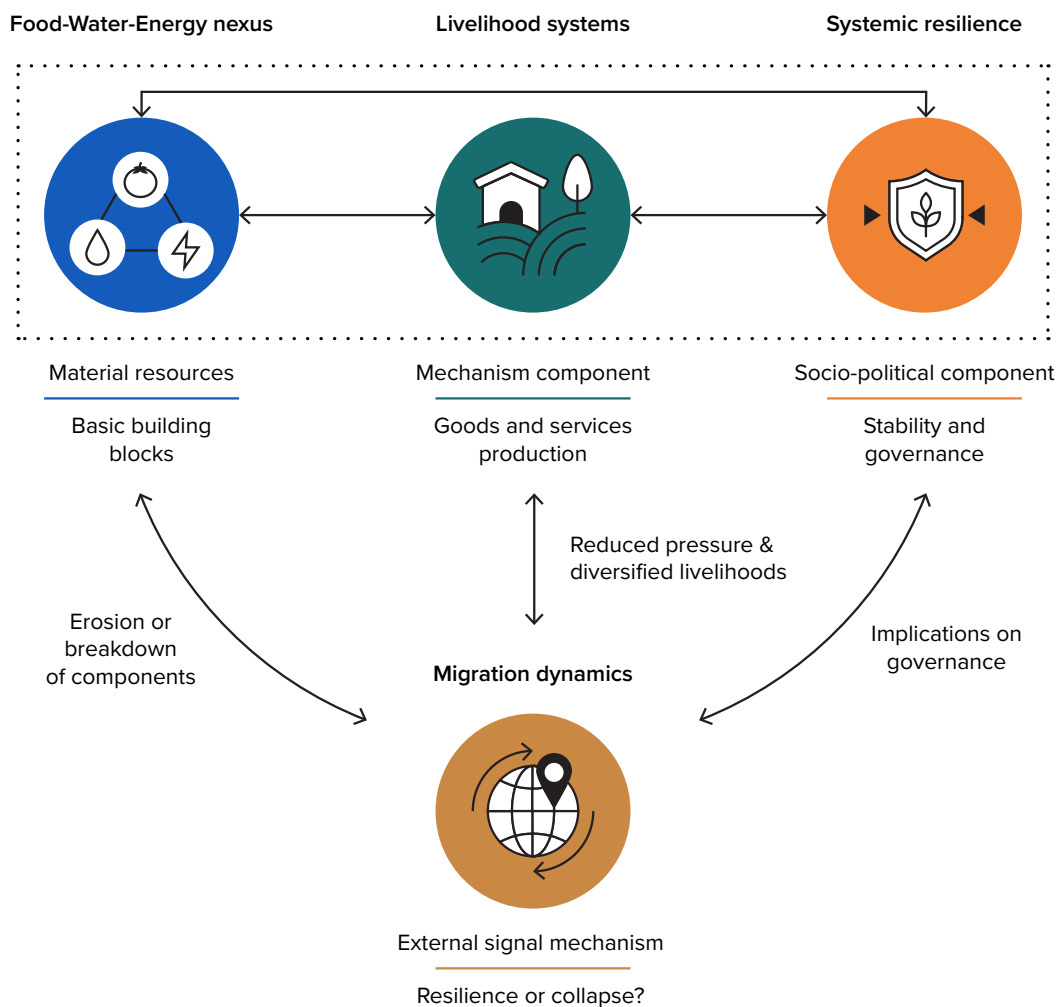 Food-Water-Energy nexus
Livelihood systems
Systemic resilience
Material resources
Basic building
blocks
Mechanism component
Goods and services
production
Socio-political component
Stability and
governance
Erosion or
breakdown
of components
Reduced pressure &
diversified livelihoods
Implications on
governance
Migration dynamics
External signal mechanism
Resilience or collapse?